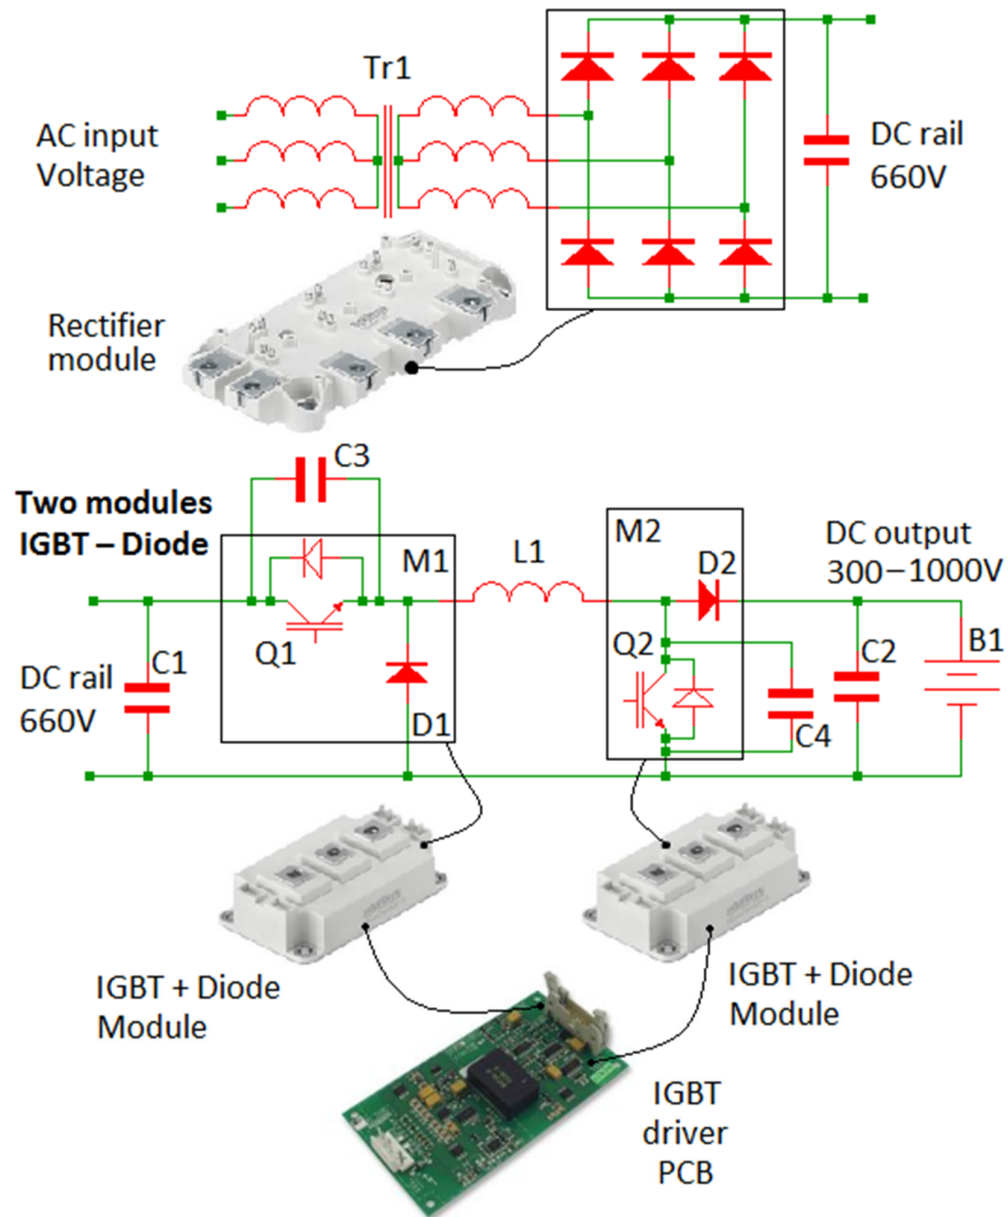 Tr1
AC input
Voltage
DC rail
660V
Rectifier
module
C3
Two modules
IGBT – Diode
M1
L1
M2
D2
DC output
300–1000V
Q1
Q2
C1
C2
B1
DC rail
660V
D1
C4
IGBT + Diode
Module
IGBT + Diode
Module
IGBT
driver
PCB